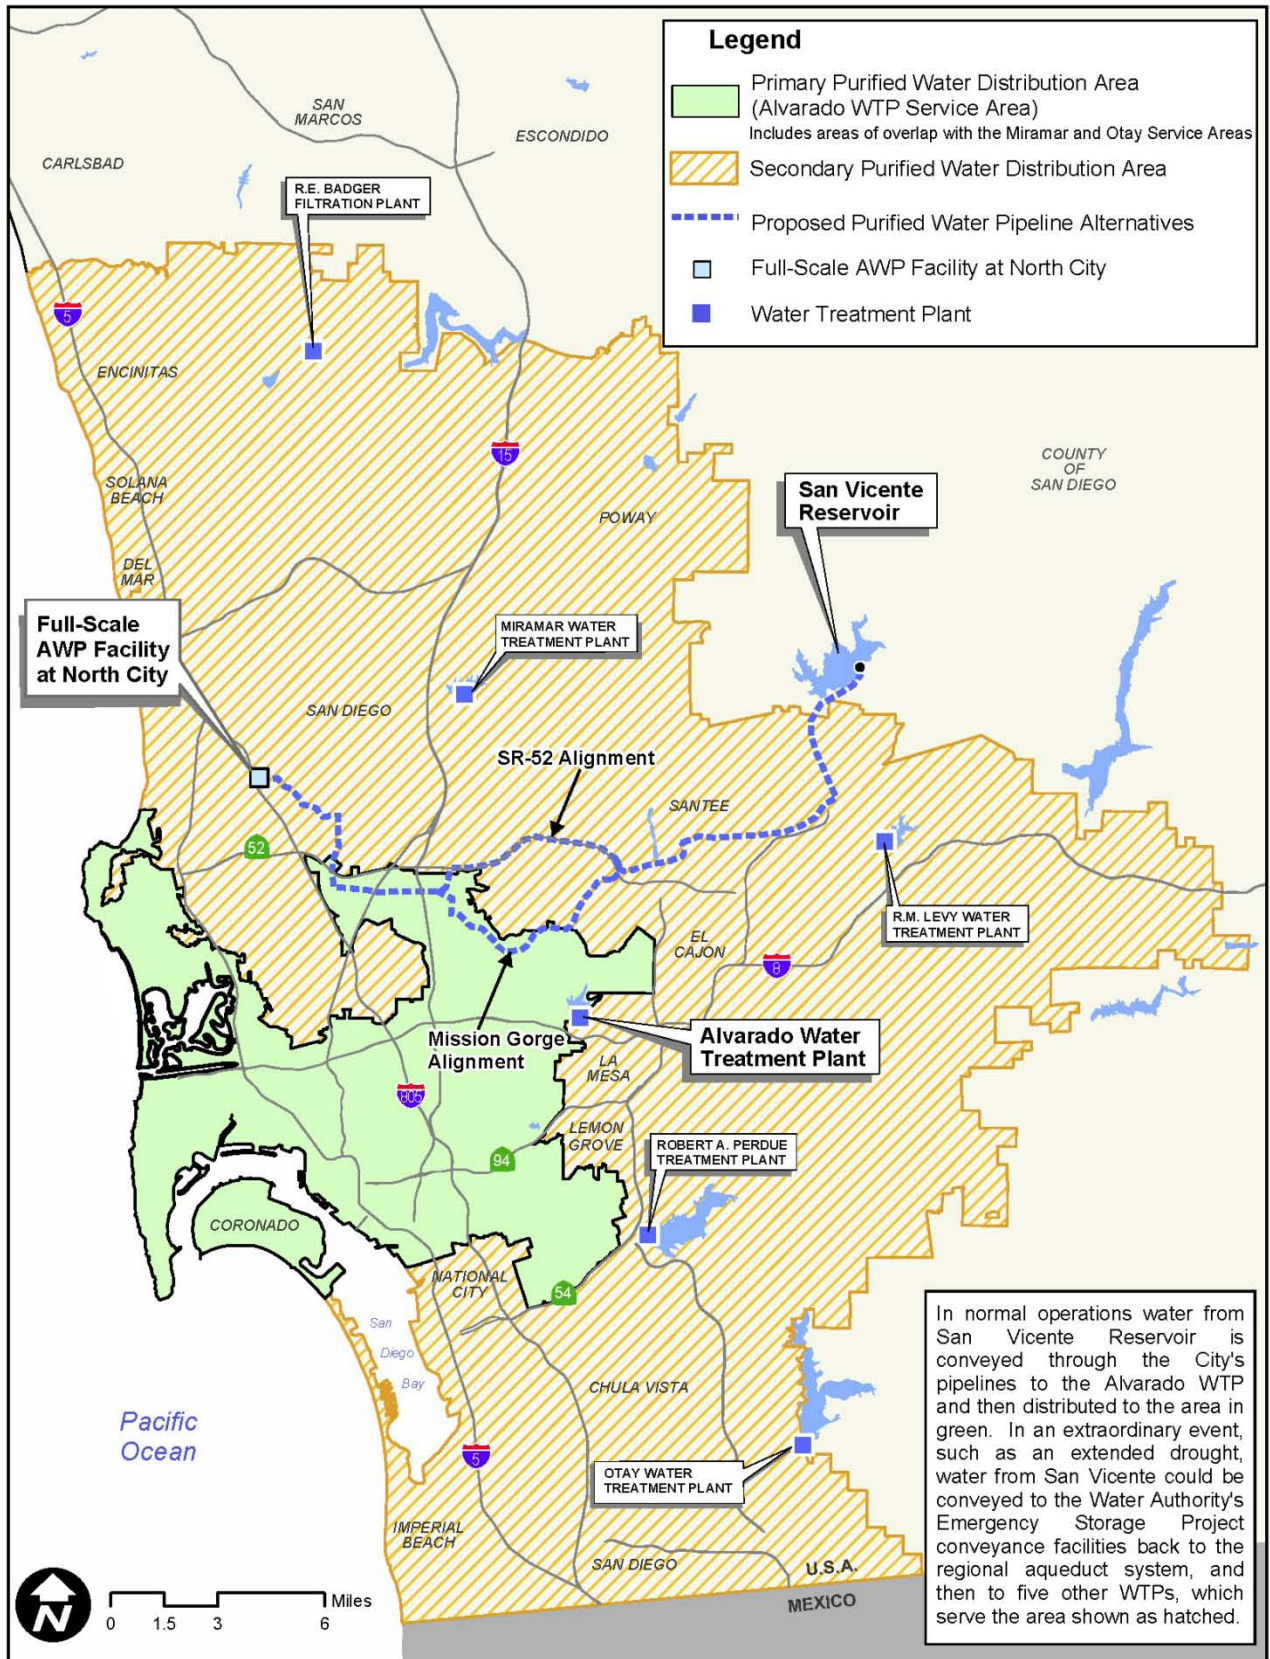 Legend
Primary Purified Water Distribution Area
(Alvarado WTP Service Area)
Includes areas of overlap with the Miramar and Otay Service Areas
Secondary Purified Water Distribution Area
Proposed Purified Water Pipeline Alternatives
Full-Scale AWP Facility at North City
Water Treatment Plant
SAN
MARCOS
ESCONDIDO
CARLSBAD
R.E. BADGER
FILTRATION PLANT
5
ENCINITAS
15
COUNTY
OF
SAN DIEGO
SOLANA
BEACH
San Vicente
Reservoir
POWAY
DEL
MAR
Full-Scale
AWP Facility
at North City
MIRAMAR WATER
TREATMENT PLANT
SAN DIEGO
SR-52 Alignment
SANTEE
52
R.M. LEVY WATER
TREATMENT PLANT
EL
CAJON
8
Mission Gorge
Alignment
Alvarado Water
Treatment Plant
LA
MESA
805
LEMON
GROVE
94
ROBERT A. PERDUE
TREATMENT PLANT
CORONADO
NATIONAL
CITY
54
San
Diego
Bay
CHULA VISTA
Pacific
Ocean
5
OTAY WATER
TREATMENT PLANT
IMPERIAL
BEACH
SAN DIEGO
U.S.A.
MEXICO
In normal operations water from
San Vicente Reservoir is
conveyed through the City's
pipelines to the Alvarado WTP
and then distributed to the area in
green. In an extraordinary event,
such as an extended drought,
water from San Vicente could be
conveyed to the Water Authority's
Emergency Storage Project
conveyance facilities back to the
regional aqueduct system, and
then to five other WTPs, which
serve the area shown as hatched.
N
Miles
0 1.5 3 6